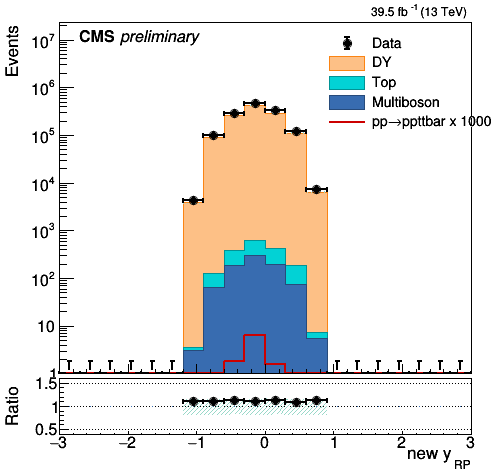 39.5 fb⁻¹ (13 TeV)
CMS preliminary
Events
10⁷
10⁶
10⁵
10⁴
10³
10²
10
1
Data
DY
Top
Multiboson
pp→ppttbar x 1000
Ratio
1.5
1
0.5
−3 −2 −1 0 1 2 3
new y_RP